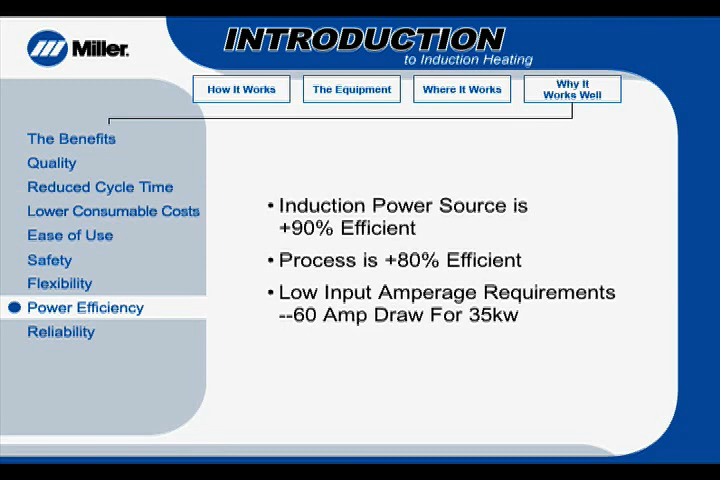 Miller.
INTRODUCTION
to Induction Heating
How It Works
The Equipment
Where It Works
Why It
Works Well
The Benefits
Quality
Reduced Cycle Time
Lower Consumable Costs
Ease of Use
Safety
Flexibility
Power Efficiency
Reliability
• Induction Power Source is
+90% Efficient
• Process is +80% Efficient
• Low Input Amperage Requirements
--60 Amp Draw For 35kw